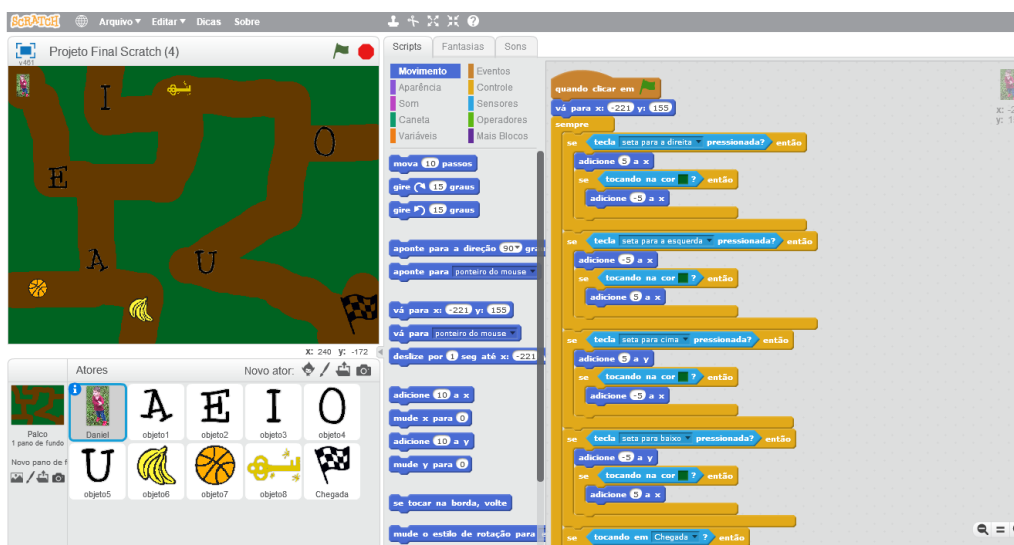 SCRATCH Arquivo Editar Dicas Sobre
Projeto Final Scratch (4)
v461
I
O
E
A
U
x: 240 y: -172
Atores
Novo ator:
Palco
1 pano de fundo
Novo pano de f
Daniel
A
objeto1
E
objeto2
I
objeto3
O
objeto4
U
objeto5
objeto6
objeto7
objeto8
Chegada
Scripts Fantasias Sons
Movimento Eventos
Aparência Controle
Som Sensores
Caneta Operadores
Variáveis Mais Blocos
mova 10 passos
gire 15 graus
gire 15 graus
aponte para a direção 90 gra
aponte para ponteiro do mouse
vá para x: -221 y: 155
vá para ponteiro do mouse
deslize por 1 seg até x: -221
adicione 10 a x
mude x para 0
adicione 10 a y
mude y para 0
se tocar na borda, volte
mude o estilo de rotação para
quando clicar em
vá para x: -221 y: 155
sempre
se tecla seta para a direita pressionada? então
adicione 5 a x
se tocando na cor ? então
adicione -5 a x
se tecla seta para a esquerda pressionada? então
adicione -5 a x
se tocando na cor ? então
adicione 5 a x
se tecla seta para cima pressionada? então
adicione 5 a y
se tocando na cor ? então
adicione -5 a x
se tecla seta para baixo pressionada? então
adicione -5 a y
se tocando na cor ? então
adicione 5 a x
se tocando em Chegada ? então
x: -2
y: 1